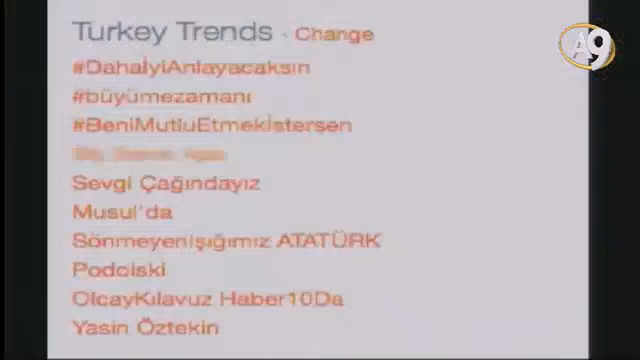 Turkey Trends - Change
A9
#DahaİyiAnlayacaksın
#büyümezamanı
#BeniMutluEtmekİstersen
Sevgi Çağındayız
Musul'da
Sönmeyenişığımız ATATÜRK
Podolski
OlcayKılavuz Haber10Da
Yasin Öztekin